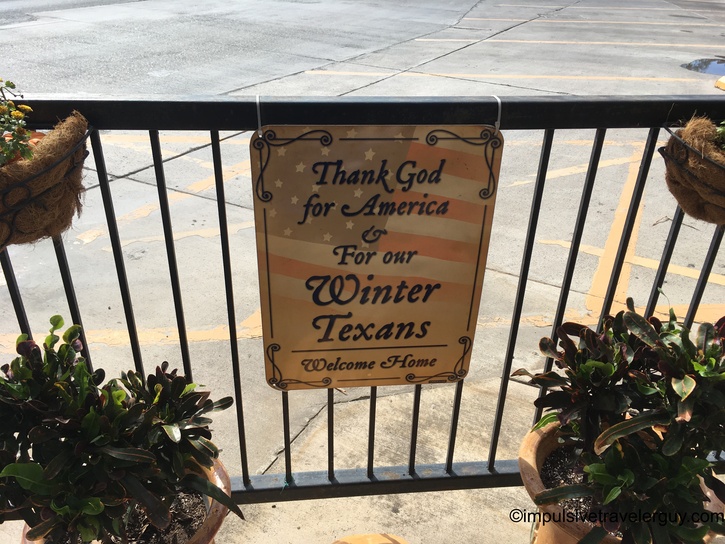 Thank God
for America
&
For our
Winter
Texans
Welcome Home
©impulsivetravelerguy.com